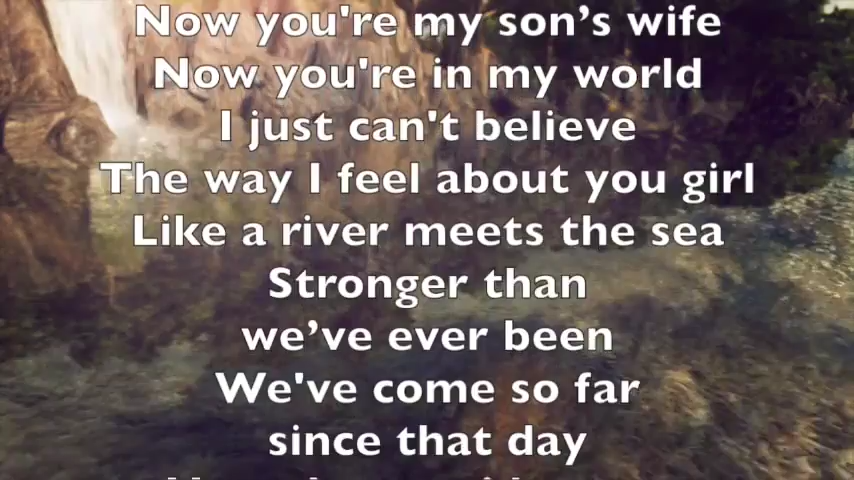 Now you're my son’s wife
Now you're in my world
I just can't believe
The way I feel about you girl
Like a river meets the sea
Stronger than
we’ve ever been
We've come so far
since that day